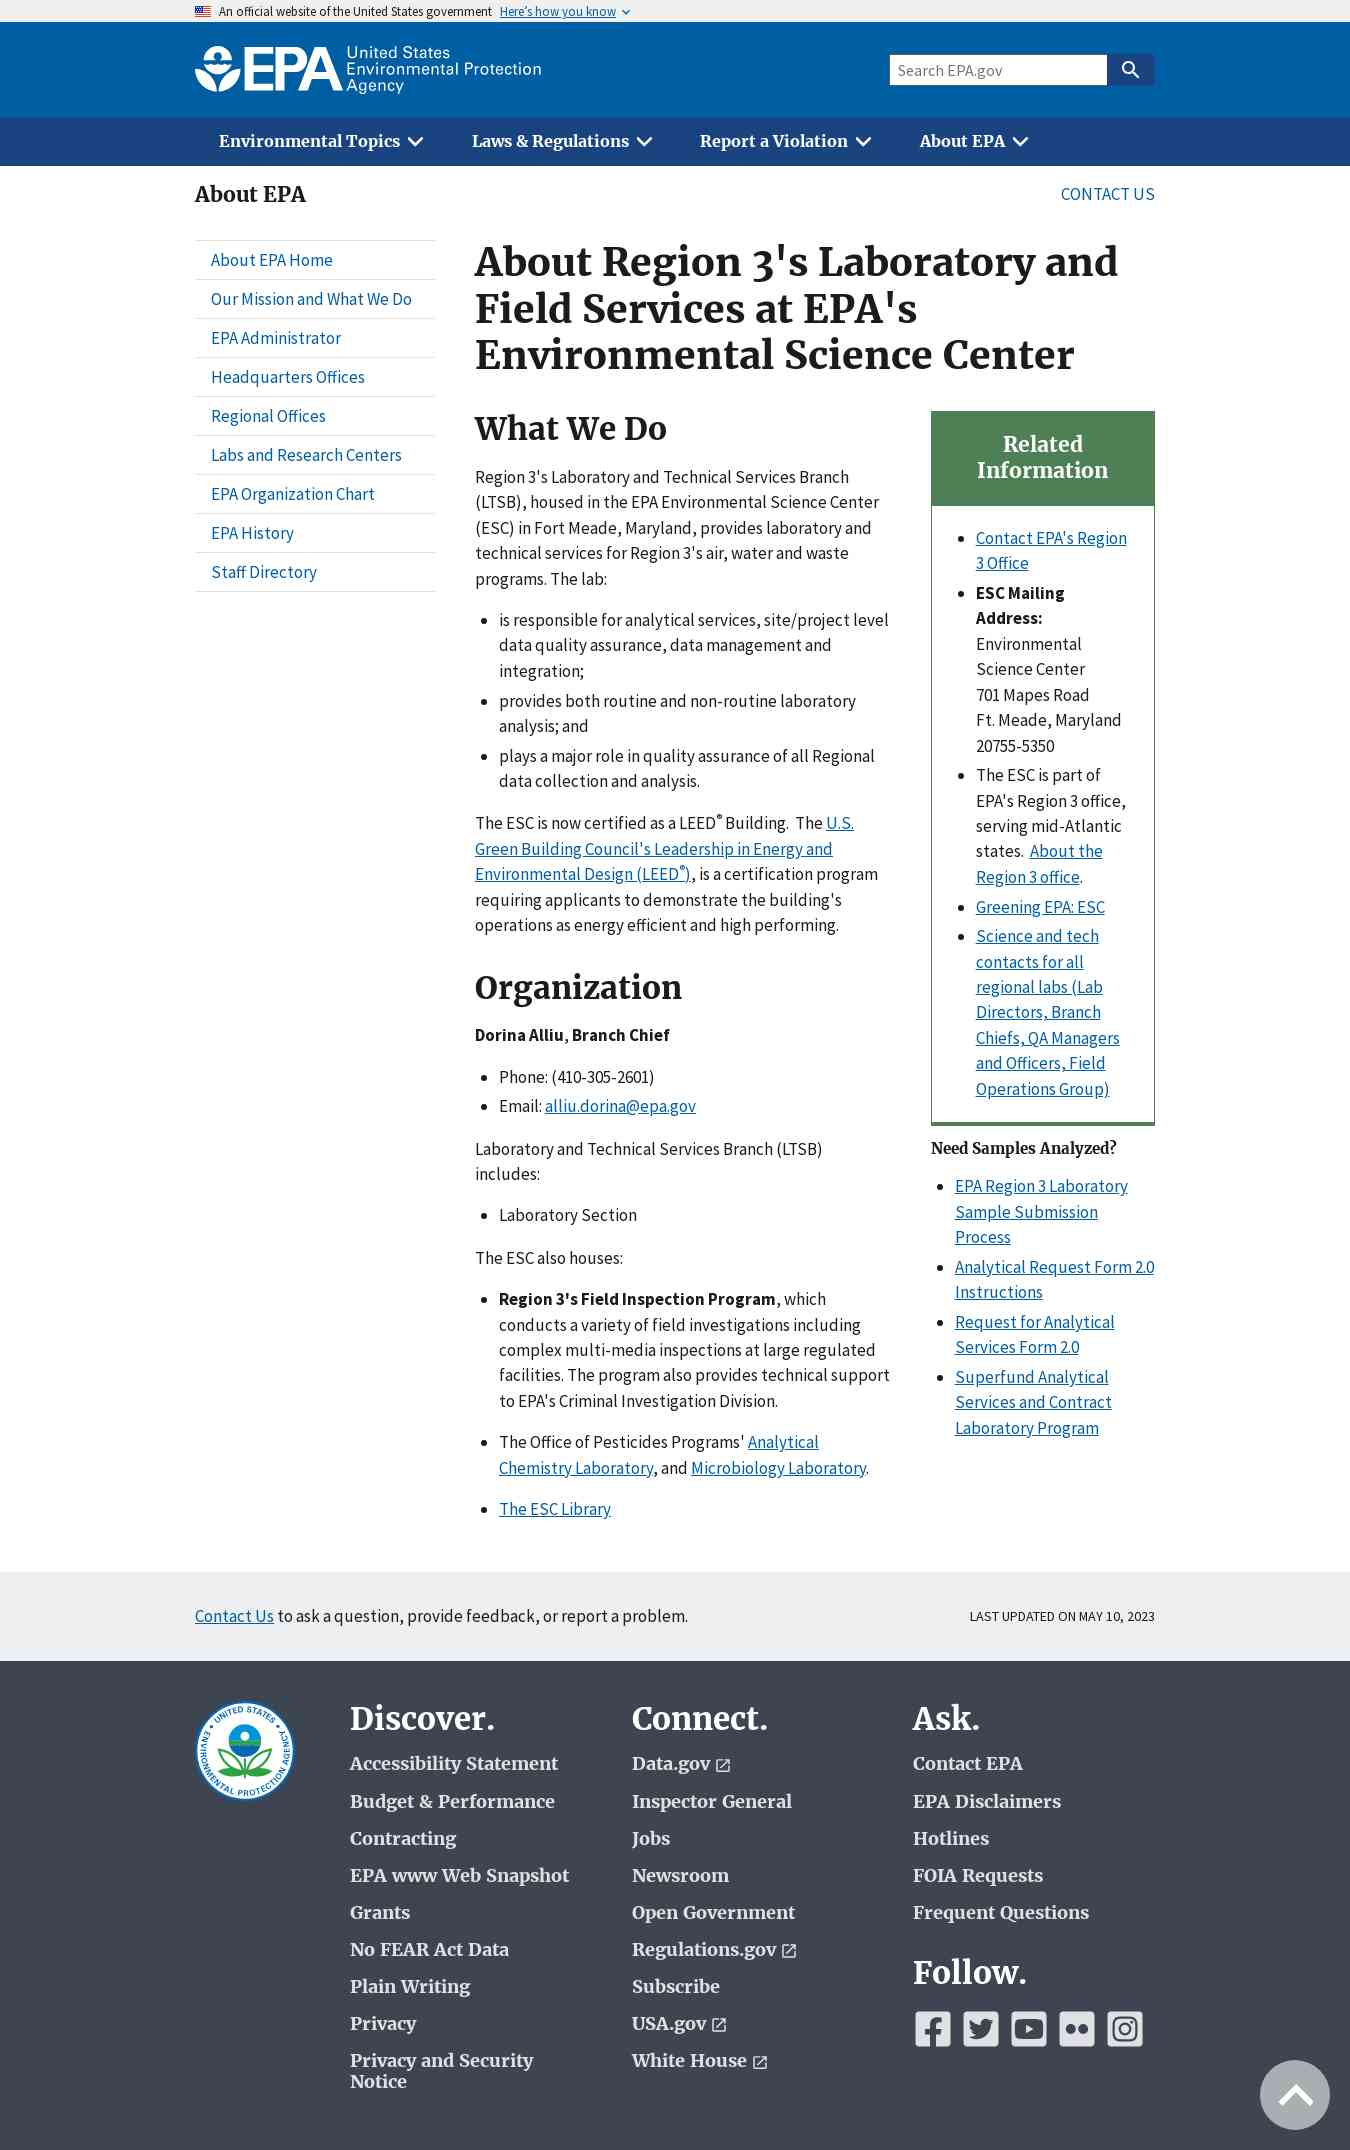 An official website of the United States government Here's how you know
EPA United States
Environmental Protection
Agency
Search EPA.gov
Environmental Topics
Laws & Regulations
Report a Violation
About EPA
About EPA
CONTACT US
About EPA Home
Our Mission and What We Do
EPA Administrator
Headquarters Offices
Regional Offices
Labs and Research Centers
EPA Organization Chart
EPA History
Staff Directory
About Region 3's Laboratory and
Field Services at EPA's
Environmental Science Center
What We Do
Region 3's Laboratory and Technical Services Branch
(LTSB), housed in the EPA Environmental Science Center
(ESC) in Fort Meade, Maryland, provides laboratory and
technical services for Region 3's air, water and waste
programs. The lab:
is responsible for analytical services, site/project level
data quality assurance, data management and
integration;
provides both routine and non-routine laboratory
analysis; and
plays a major role in quality assurance of all Regional
data collection and analysis.
The ESC is now certified as a LEED® Building. The U.S.
Green Building Council's Leadership in Energy and
Environmental Design (LEED®), is a certification program
requiring applicants to demonstrate the building's
operations as energy efficient and high performing.
Organization
Dorina Alliu, Branch Chief
Phone: (410-305-2601)
Email: alliu.dorina@epa.gov
Laboratory and Technical Services Branch (LTSB)
includes:
Laboratory Section
The ESC also houses:
Region 3's Field Inspection Program, which
conducts a variety of field investigations including
complex multi-media inspections at large regulated
facilities. The program also provides technical support
to EPA's Criminal Investigation Division.
The Office of Pesticides Programs' Analytical
Chemistry Laboratory, and Microbiology Laboratory.
The ESC Library
Related
Information
Contact EPA's Region
3 Office
ESC Mailing
Address:
Environmental
Science Center
701 Mapes Road
Ft. Meade, Maryland
20755-5350
The ESC is part of
EPA's Region 3 office,
serving mid-Atlantic
states. About the
Region 3 office.
Greening EPA: ESC
Science and tech
contacts for all
regional labs (Lab
Directors, Branch
Chiefs, QA Managers
and Officers, Field
Operations Group)
Need Samples Analyzed?
EPA Region 3 Laboratory
Sample Submission
Process
Analytical Request Form 2.0
Instructions
Request for Analytical
Services Form 2.0
Superfund Analytical
Services and Contract
Laboratory Program
Contact Us to ask a question, provide feedback, or report a problem.
LAST UPDATED ON MAY 10, 2023
UNITED STATES
ENVIRONMENTAL PROTECTION AGENCY
Discover.
Accessibility Statement
Budget & Performance
Contracting
EPA www Web Snapshot
Grants
No FEAR Act Data
Plain Writing
Privacy
Privacy and Security
Notice
Connect.
Data.gov
Inspector General
Jobs
Newsroom
Open Government
Regulations.gov
Subscribe
USA.gov
White House
Ask.
Contact EPA
EPA Disclaimers
Hotlines
FOIA Requests
Frequent Questions
Follow.